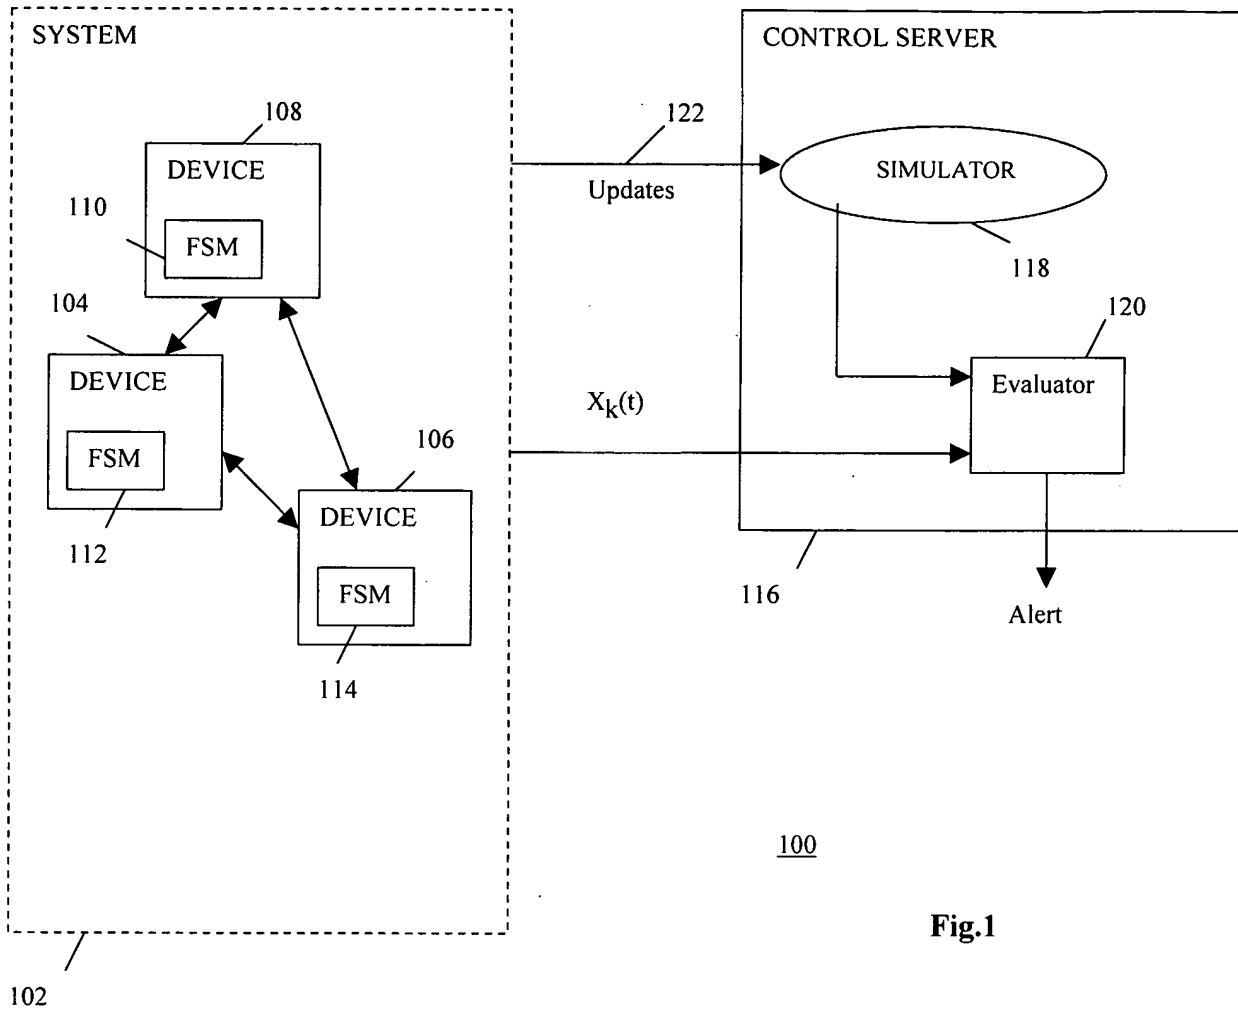 SYSTEM
CONTROL SERVER
108
122
DEVICE
SIMULATOR
Updates
110
FSM
118
104
120
DEVICE
Evaluator
X_k(t)
106
FSM
DEVICE
112
FSM
116
Alert
114
100
Fig.1
102